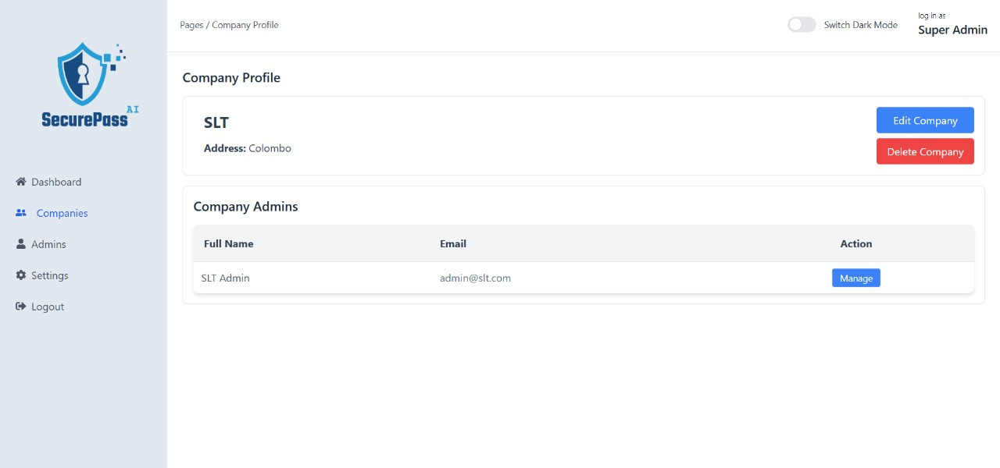 SecurePass AI
Dashboard
Companies
Admins
Settings
Logout
Pages / Company Profile
Switch Dark Mode
log in as
Super Admin
Company Profile
SLT
Address: Colombo
Edit Company
Delete Company
Company Admins
Full Name Email Action
SLT Admin admin@slt.com Manage